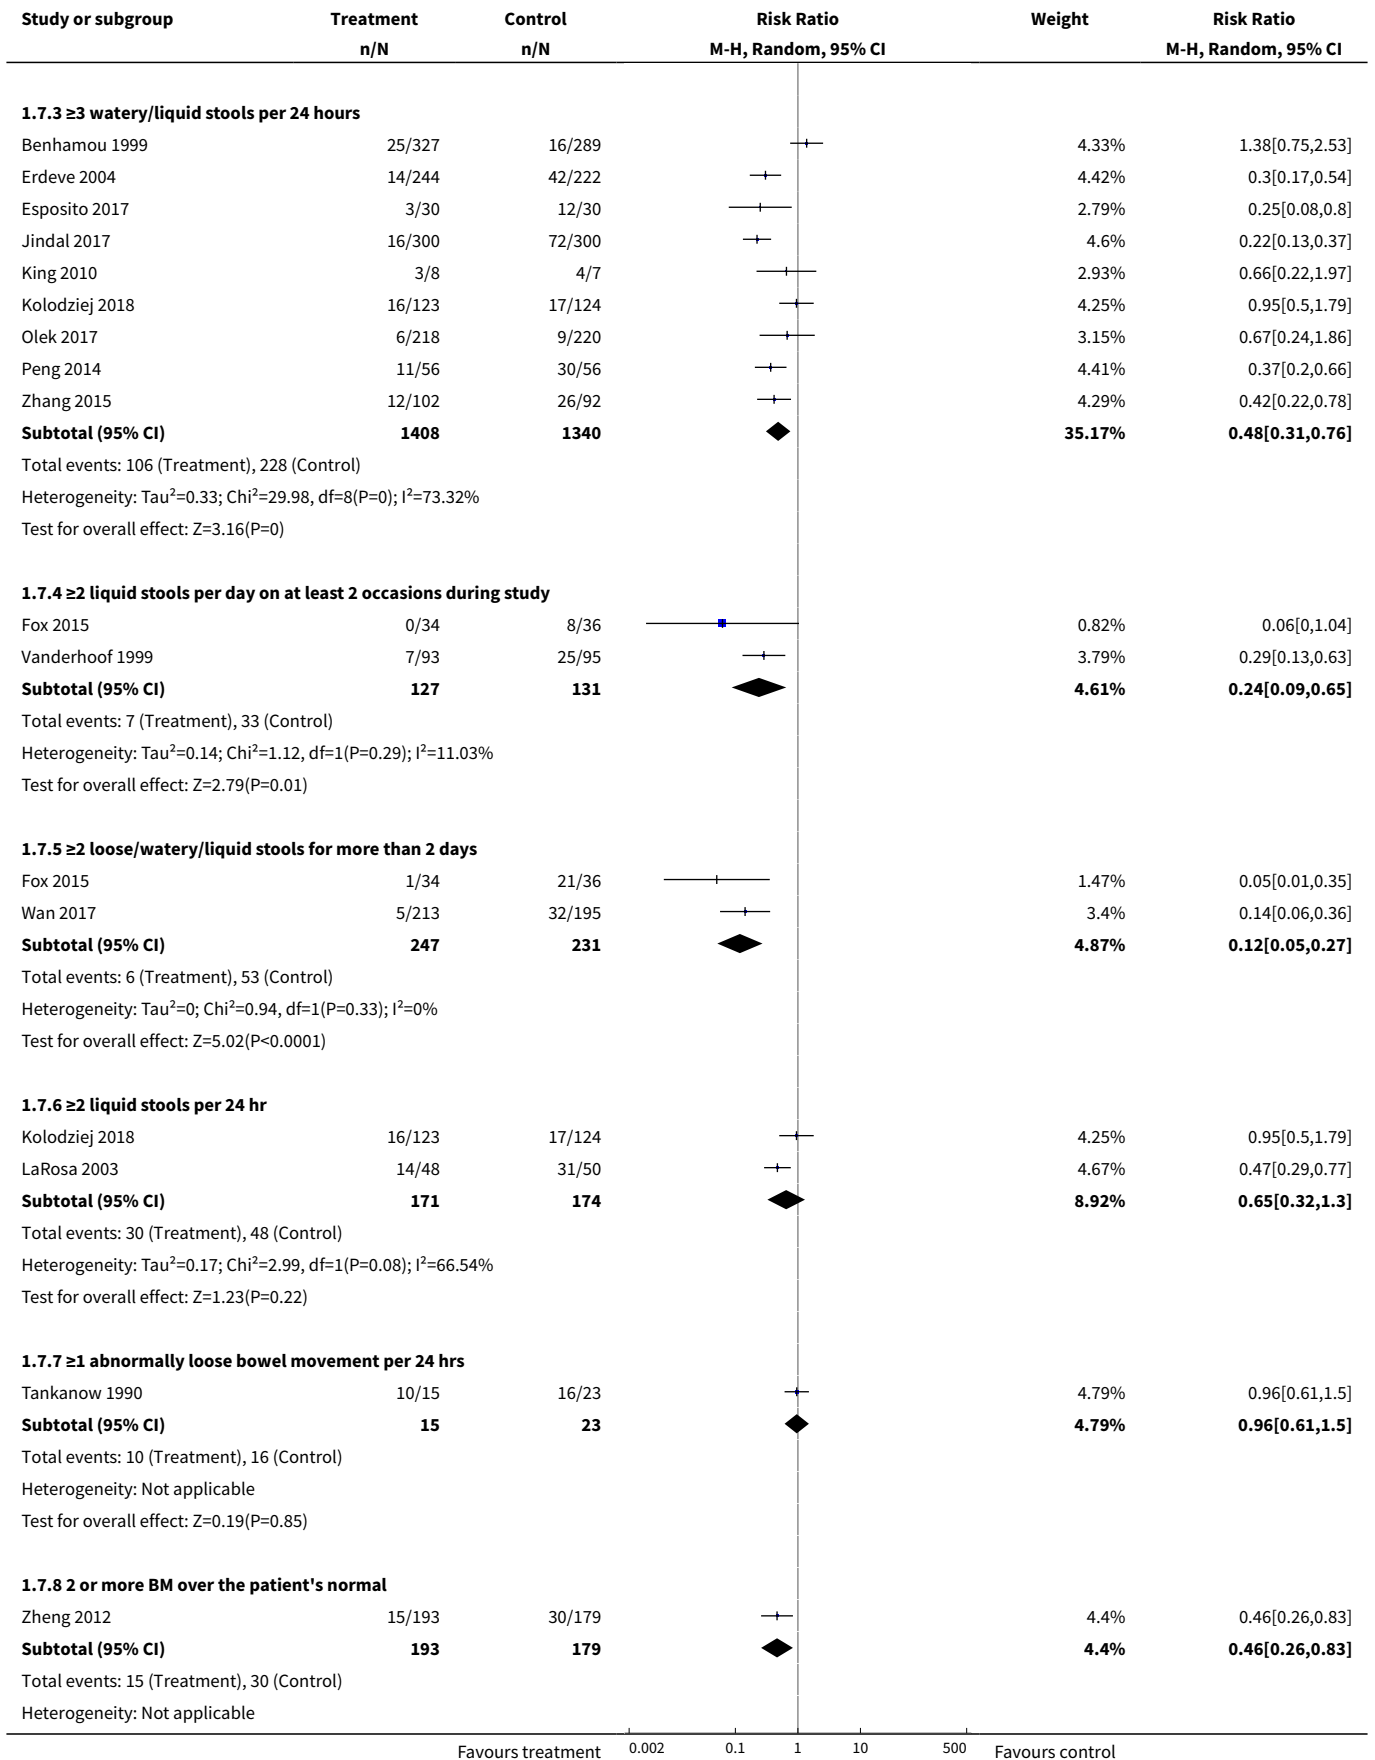 Study or subgroup Treatment Control Risk Ratio Weight Risk Ratio
n/N n/N M-H, Random, 95% CI M-H, Random, 95% CI
1.7.3 ≥3 watery/liquid stools per 24 hours
Benhamou 1999 25/327 16/289 4.33% 1.38[0.75,2.53]
Erdeve 2004 14/244 42/222 4.42% 0.3[0.17,0.54]
Esposito 2017 3/30 12/30 2.79% 0.25[0.08,0.8]
Jindal 2017 16/300 72/300 4.6% 0.22[0.13,0.37]
King 2010 3/8 4/7 2.93% 0.66[0.22,1.97]
Kolodziej 2018 16/123 17/124 4.25% 0.95[0.5,1.79]
Olek 2017 6/218 9/220 3.15% 0.67[0.24,1.86]
Peng 2014 11/56 30/56 4.41% 0.37[0.2,0.66]
Zhang 2015 12/102 26/92 4.29% 0.42[0.22,0.78]
Subtotal (95% CI) 1408 1340 35.17% 0.48[0.31,0.76]
Total events: 106 (Treatment), 228 (Control)
Heterogeneity: Tau²=0.33; Chi²=29.98, df=8(P=0); I²=73.32%
Test for overall effect: Z=3.16(P=0)
1.7.4 ≥2 liquid stools per day on at least 2 occasions during study
Fox 2015 0/34 8/36 0.82% 0.06[0,1.04]
Vanderhoof 1999 7/93 25/95 3.79% 0.29[0.13,0.63]
Subtotal (95% CI) 127 131 4.61% 0.24[0.09,0.65]
Total events: 7 (Treatment), 33 (Control)
Heterogeneity: Tau²=0.14; Chi²=1.12, df=1(P=0.29); I²=11.03%
Test for overall effect: Z=2.79(P=0.01)
1.7.5 ≥2 loose/watery/liquid stools for more than 2 days
Fox 2015 1/34 21/36 1.47% 0.05[0.01,0.35]
Wan 2017 5/213 32/195 3.4% 0.14[0.06,0.36]
Subtotal (95% CI) 247 231 4.87% 0.12[0.05,0.27]
Total events: 6 (Treatment), 53 (Control)
Heterogeneity: Tau²=0; Chi²=0.94, df=1(P=0.33); I²=0%
Test for overall effect: Z=5.02(P<0.0001)
1.7.6 ≥2 liquid stools per 24 hr
Kolodziej 2018 16/123 17/124 4.25% 0.95[0.5,1.79]
LaRosa 2003 14/48 31/50 4.67% 0.47[0.29,0.77]
Subtotal (95% CI) 171 174 8.92% 0.65[0.32,1.3]
Total events: 30 (Treatment), 48 (Control)
Heterogeneity: Tau²=0.17; Chi²=2.99, df=1(P=0.08); I²=66.54%
Test for overall effect: Z=1.23(P=0.22)
1.7.7 ≥1 abnormally loose bowel movement per 24 hrs
Tankanow 1990 10/15 16/23 4.79% 0.96[0.61,1.5]
Subtotal (95% CI) 15 23 4.79% 0.96[0.61,1.5]
Total events: 10 (Treatment), 16 (Control)
Heterogeneity: Not applicable
Test for overall effect: Z=0.19(P=0.85)
1.7.8 2 or more BM over the patient's normal
Zheng 2012 15/193 30/179 4.4% 0.46[0.26,0.83]
Subtotal (95% CI) 193 179 4.4% 0.46[0.26,0.83]
Total events: 15 (Treatment), 30 (Control)
Heterogeneity: Not applicable
Favours treatment 0.002 0.1 1 10 500 Favours control